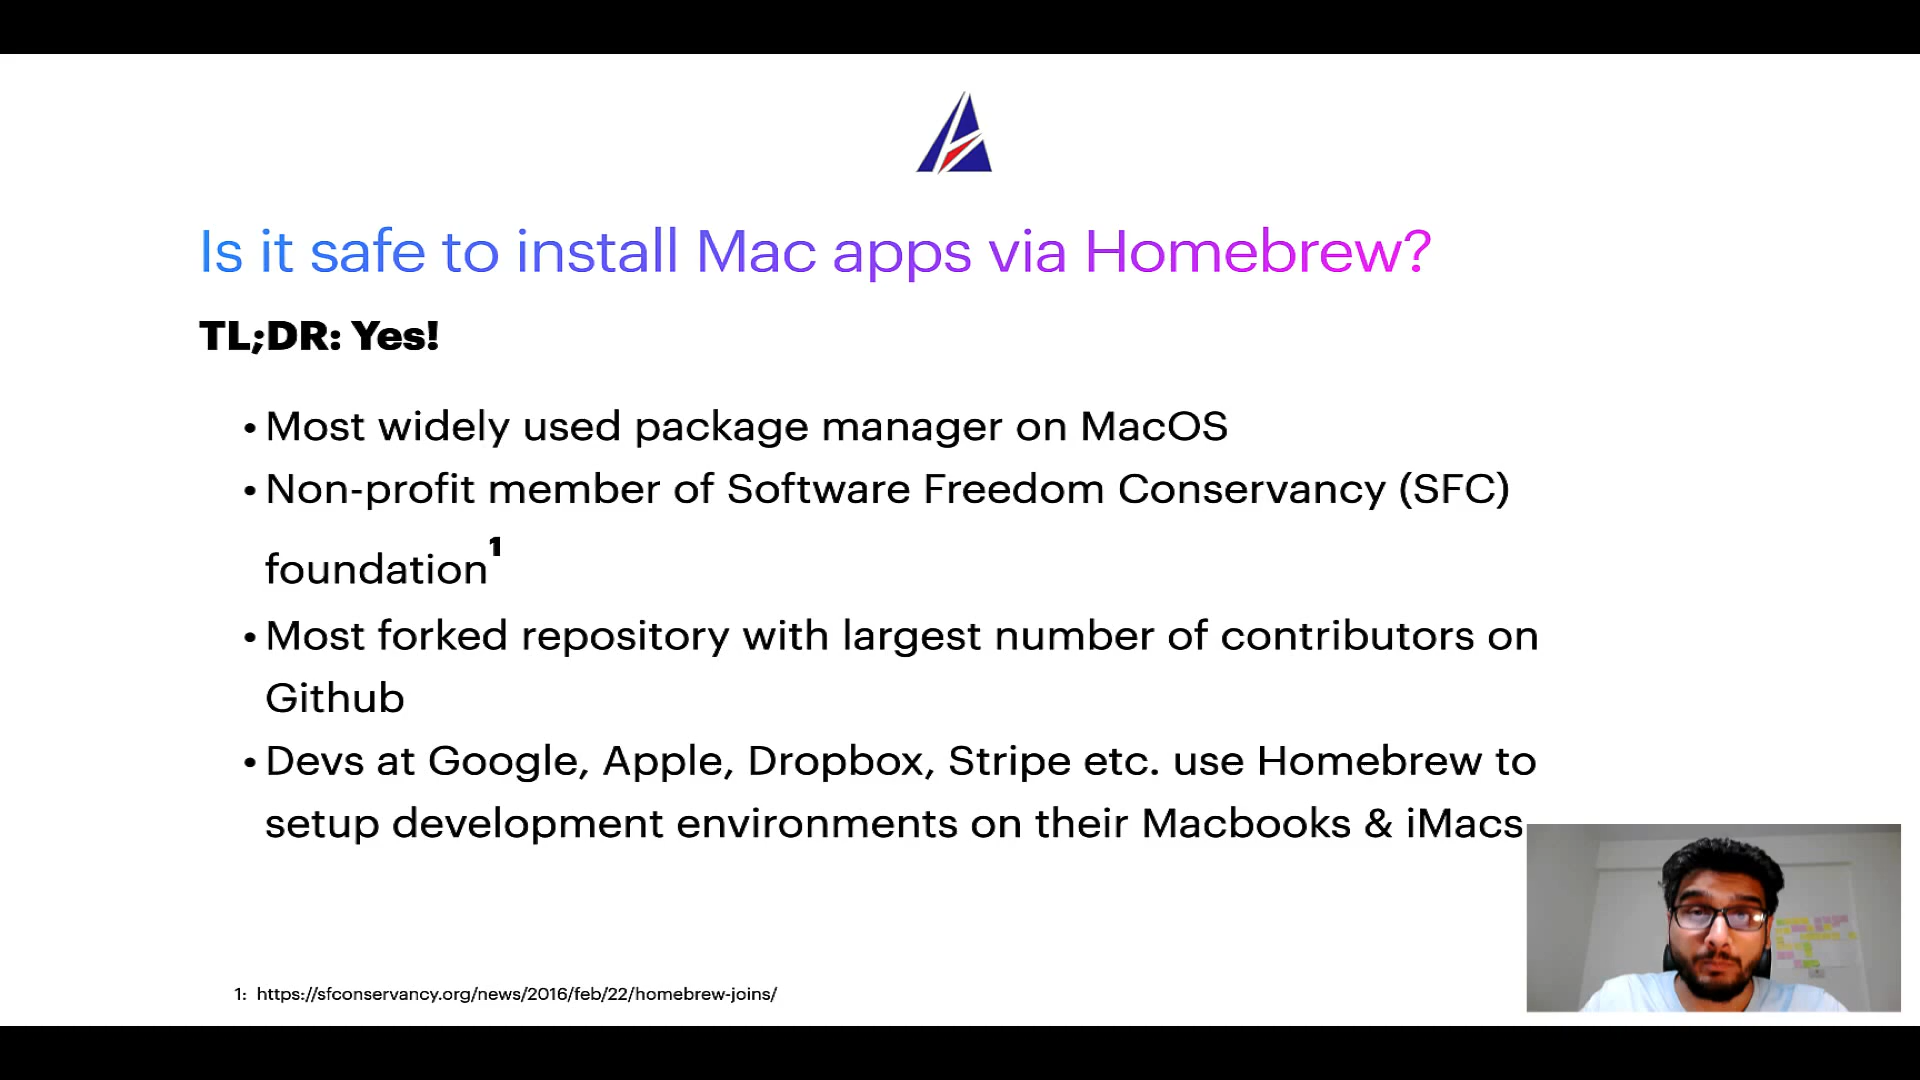 Is it safe to install Mac apps via Homebrew?
TL;DR: Yes!
• Most widely used package manager on MacOS
• Non-profit member of Software Freedom Conservancy (SFC)
foundation¹
• Most forked repository with largest number of contributors on
Github
• Devs at Google, Apple, Dropbox, Stripe etc. use Homebrew to
setup development environments on their Macbooks & iMacs
1: https://sfconservancy.org/news/2016/feb/22/homebrew-joins/